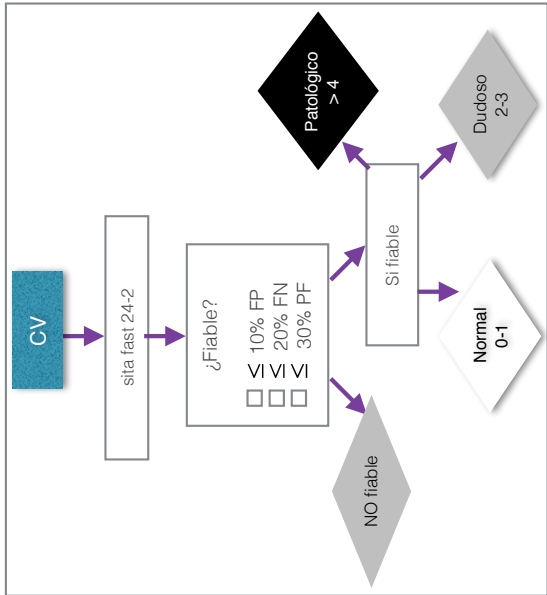 CV
sita fast 24-2
¿Fiable?
□ ≤ 10% FP
□ ≤ 20% FN
□ ≤ 30% PF
NO fiable
Si fiable
Normal
0-1
Dudoso
2-3
Patológico
> 4